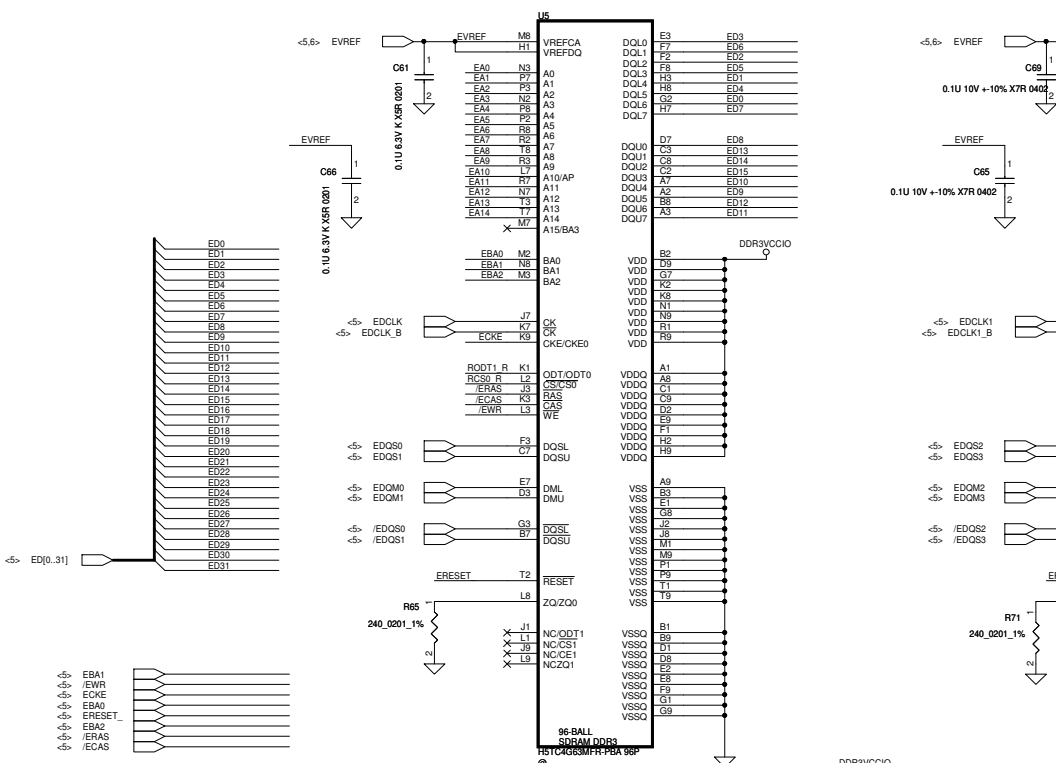 U5
<5,6> EVREF
EVREF
M8
H1
VREFCA
VREFDQ
C61
1
2
0.1U 6.3V K X5R 0201
EVREF
C66
1
2
0.1U 6.3V K X5R 0201
EA0 N3 A0
EA1 P7 A1
EA2 P3 A2
EA3 N2 A3
EA4 P8 A4
EA5 P2 A5
EA6 R8 A6
EA7 R2 A7
EA8 T8 A8
EA9 R3 A9
EA10 L7 A10/AP
EA11 R7 A11
EA12 N7 A12
EA13 T3 A13
EA14 T7 A14
M7 A15/BA3
EBA0 M2 BA0
EBA1 N8 BA1
EBA2 M3 BA2
<5> EDCLK J7 CK
<5> EDCLK_B K7 CK
ECKE K9 CKE/CKE0
RODT1_R K1 ODT/ODT0
RCS0_R L2 CS/CS0
/ERAS J3 RAS
/ECAS K3 CAS
/EWR L3 WE
<5> EDQS0 F3 DQSL
<5> EDQS1 C7 DQSU
<5> EDQM0 E7 DML
<5> EDQM1 D3 DMU
<5> /EDQS0 G3 DQSL
<5> /EDQS1 B7 DQSU
ERESET T2 RESET
L8 ZQ/ZQ0
R65
1
2
240_0201_1%
J1 NC/ODT1
L1 NC/CS1
J9 NC/CE1
L9 NCZQ1
DQL0 E3 ED3
DQL1 F7 ED6
DQL2 F2 ED2
DQL3 F8 ED5
DQL4 H3 ED1
DQL5 H8 ED4
DQL6 G2 ED0
DQL7 H7 ED7
DQU0 D7 ED8
DQU1 C3 ED13
DQU2 C8 ED14
DQU3 C2 ED15
DQU4 A7 ED10
DQU5 A2 ED9
DQU6 B8 ED12
DQU7 A3 ED11
DDR3VCCIO
VDD B2
VDD D9
VDD G7
VDD K2
VDD K8
VDD N1
VDD N9
VDD R1
VDD R9
VDDQ A1
VDDQ A8
VDDQ C1
VDDQ C9
VDDQ D2
VDDQ E9
VDDQ F1
VDDQ H2
VDDQ H9
VSS A9
VSS B3
VSS E1
VSS G8
VSS J2
VSS J8
VSS M1
VSS M9
VSS P1
VSS P9
VSS T1
VSS T9
VSSQ B1
VSSQ B9
VSSQ D1
VSSQ D8
VSSQ E2
VSSQ E8
VSSQ F9
VSSQ G1
VSSQ G9
96-BALL
SDRAM DDR3
H5TC4G63MFR-PBA 96P
@
ED0
ED1
ED2
ED3
ED4
ED5
ED6
ED7
ED8
ED9
ED10
ED11
ED12
ED13
ED14
ED15
ED16
ED17
ED18
ED19
ED20
ED21
ED22
ED23
ED24
ED25
ED26
ED27
ED28
ED29
ED30
ED31
<5> ED[0..31]
<5> EBA1
<5> /EWR
<5> ECKE
<5> EBA0
<5> ERESET_
<5> EBA2
<5> /ERAS
<5> /ECAS
<5,6> EVREF
C69
1
2
0.1U 10V +-10% X7R 0402
EVREF
C65
1
2
0.1U 10V +-10% X7R 0402
<5> EDCLK1
<5> EDCLK1_B
<5> EDQS2
<5> EDQS3
<5> EDQM2
<5> EDQM3
<5> /EDQS2
<5> /EDQS3
R71
1
2
240_0201_1%
DDR3VCCIO